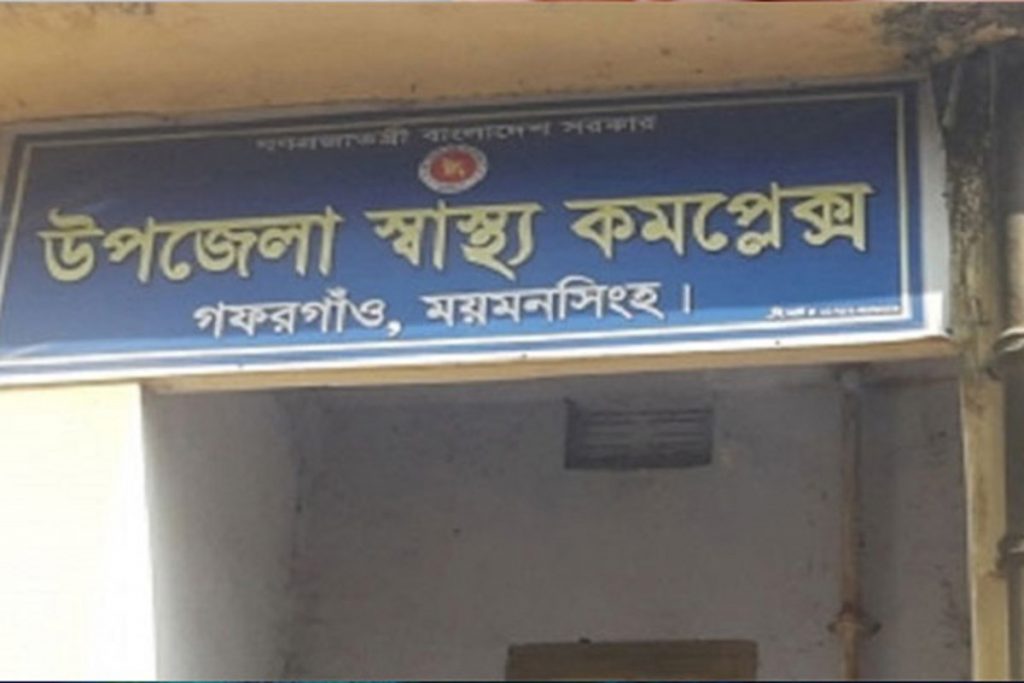 গণপ্রজাতন্ত্রী বাংলাদেশ সরকার
উপজেলা স্বাস্থ্য কমপ্লেক্স
গফরগাঁও, ময়মনসিংহ।